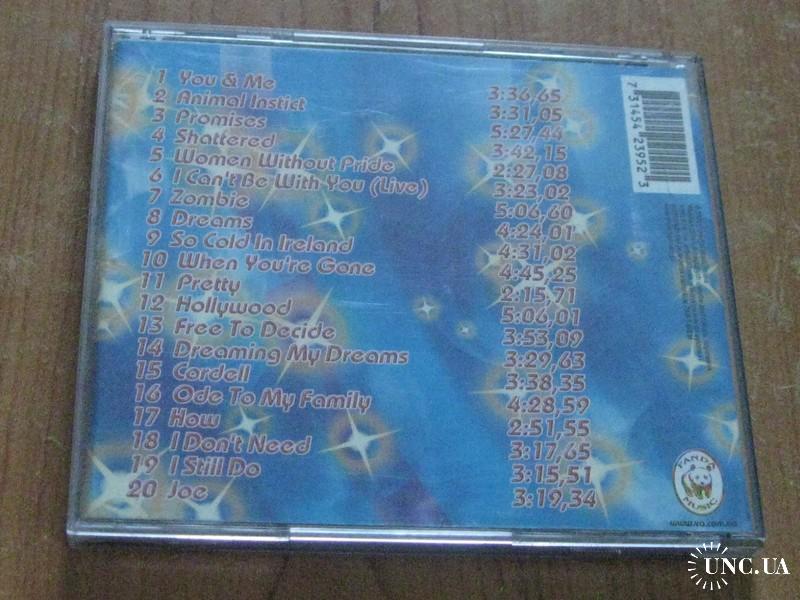 1 You & Me 3:36,65
2 Animal Instict 3:31,05
3 Promises 5:27,44
4 Shattered 3:42,15
5 Women Without Pride 2:27,08
6 I Can't Be With You (Live) 3:23,02
7 Zombie 5:06,60
8 Dreams 4:24,01
9 So Cold In Ireland 4:31,02
10 When You're Gone 4:45,25
11 Pretty 2:15,71
12 Hollywood 5:06,01
13 Free To Decide 3:53,09
14 Dreaming My Dreams 3:29,63
15 Cordell 3:38,35
16 Ode To My Family 4:28,59
17 How 2:51,55
18 I Don't Need 3:17,65
19 I Still Do 3:15,51
20 Joe 3:19,34
7 31454 23952 3
PANDA MUSIC
UNC.UA